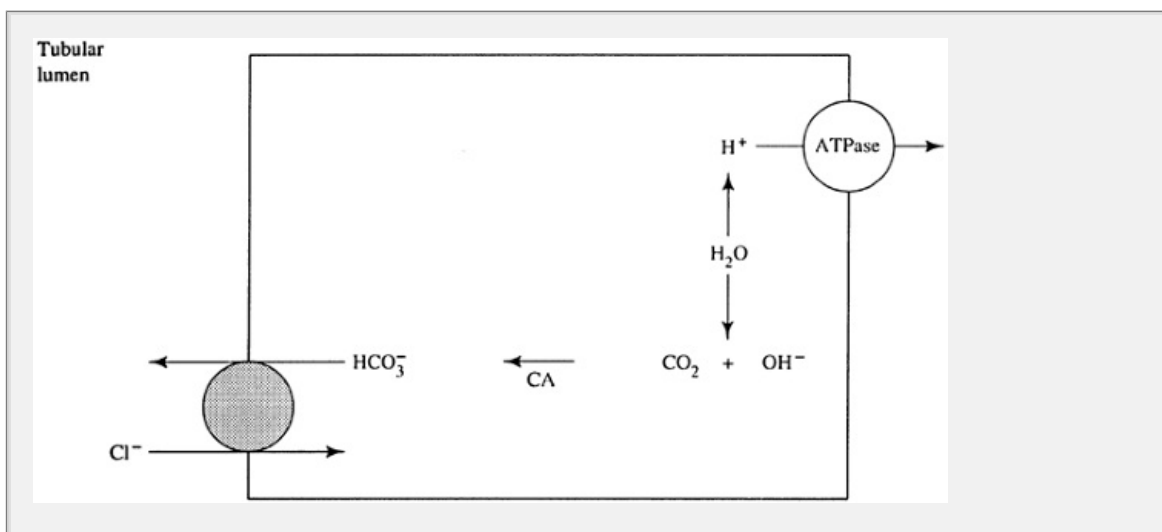 Tubular
lumen
H⁺
ATPase
H₂O
HCO₃⁻
CA
CO₂ + OH⁻
Cl⁻